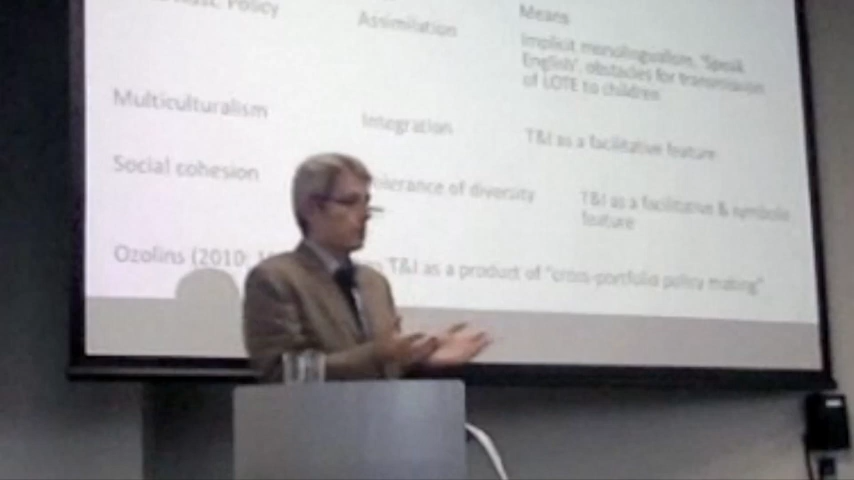 Policy
Assimilation
Means
Implicit monolingualism, 'Speak
English', obstacles for transmission
of LOTE to children
Multiculturalism
Integration
T&I as a facilitative feature
Social cohesion
Tolerance of diversity
T&I as a facilitative & symbolic
feature
Ozolins (2010: T&I as a product of "cross-portfolio policy making"